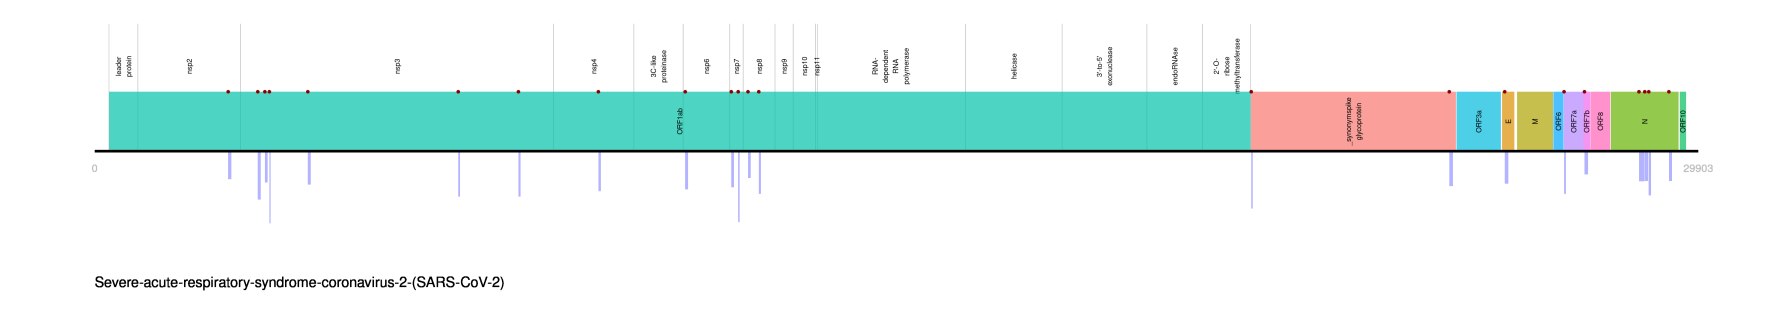 leader
protein
nsp2
nsp3
nsp4
3C-like
proteinase
nsp6
nsp7
nsp8
nsp9
nsp10
nsp11
RNA-
dependent
RNA
polymerase
helicase
3'-to-5'
exonuclease
endoRNAse
2'-O-
ribose
methyltransferase
ORF1ab
_synonymspike
glycoprotein
ORF3a
E
M
ORF6
ORF7a
ORF7b
ORF8
N
ORF10
0
29903
Severe-acute-respiratory-syndrome-coronavirus-2-(SARS-CoV-2)